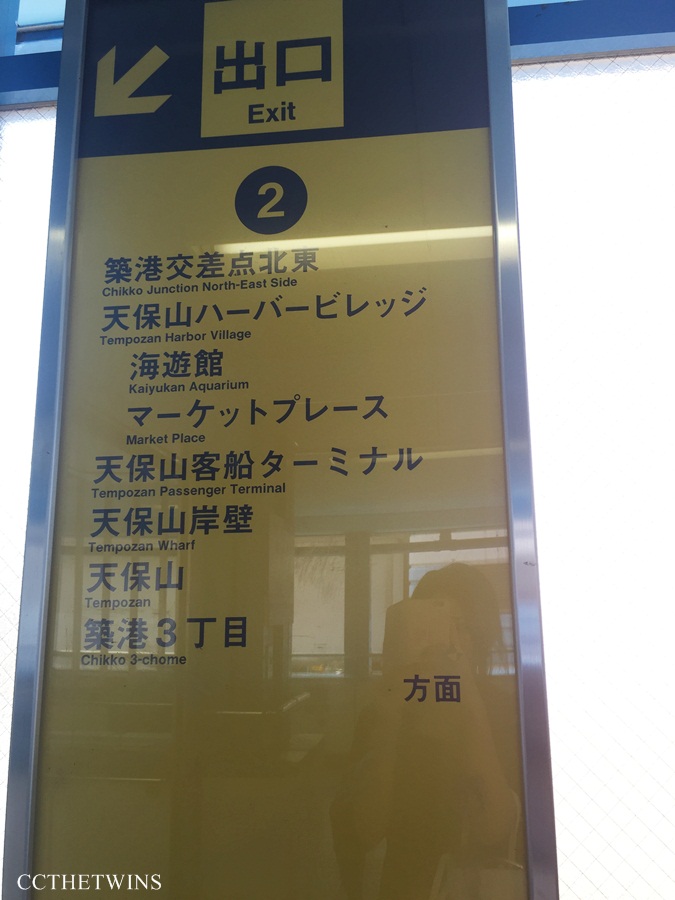 出口
Exit
2
築港交差点北東
Chikko Junction North-East Side
天保山ハーバービレッジ
Tempozan Harbor Village
海遊館
Kaiyukan Aquarium
マーケットプレース
Market Place
天保山客船ターミナル
Tempozan Passenger Terminal
天保山岸壁
Tempozan Wharf
天保山
Tempozan
築港3丁目
Chikko 3-chome
方面
CCTHETWINS